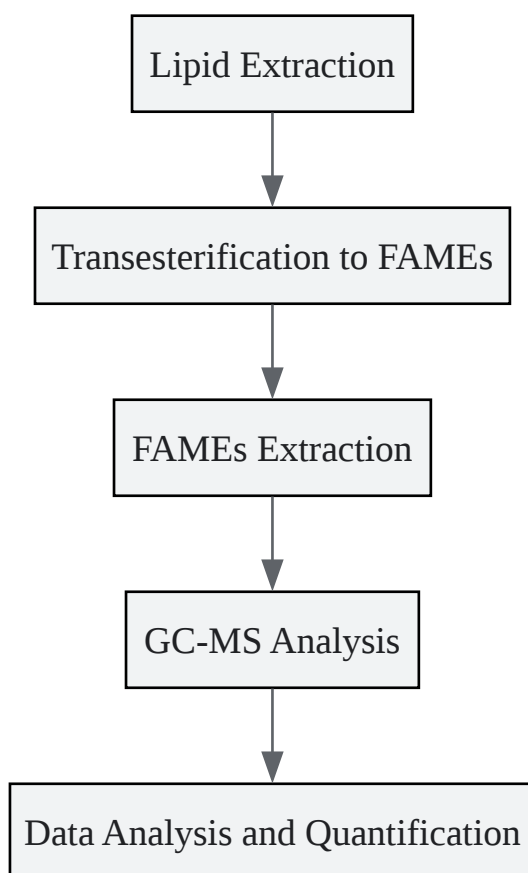 Lipid Extraction
Transesterification to FAMEs
FAMEs Extraction
GC-MS Analysis
Data Analysis and Quantification